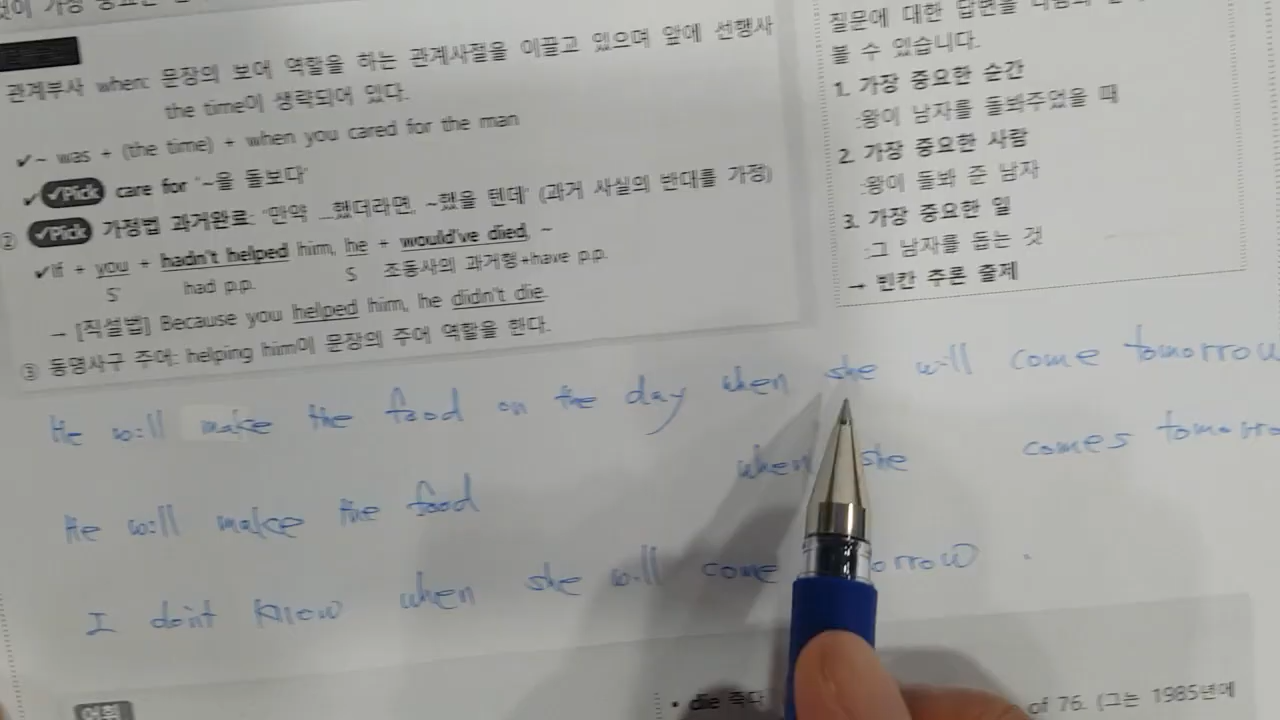 것이 가정
관계부사 when: 문장의 보어 역할을 하는 관계사절을 이끌고 있으며 앞에 선행사
the time이 생략되어 있다.
✓~ was + (the time) + when you cared for the man
✓ ✓Pick care for '~을 돌보다'
② ✓Pick 가정법 과거완료: '만약 ...했더라면, ~했을 텐데' (과거 사실의 반대를 가정)
✓If + you + hadn't helped him, he + would've died, ~
S' had p.p. S 조동사의 과거형+have p.p.
→ [직설법] Because you helped him, he didn't die.
③ 동명사구 주어: helping him이 문장의 주어 역할을 한다.
질문에 대한 답변을
볼 수 있습니다.
1. 가장 중요한 순간
:왕이 남자를 돌봐주었을 때
2. 가장 중요한 사람
:왕이 돌봐 준 남자
3. 가장 중요한 일
:그 남자를 돕는 것
→ 빈칸 추론 출제
He will make the food on the day when she will come tomorrow
He will make the food when she comes tomorrow
I don't know when she will come orrow .
어휘
• die 죽다
of 76. (그는 1985년에